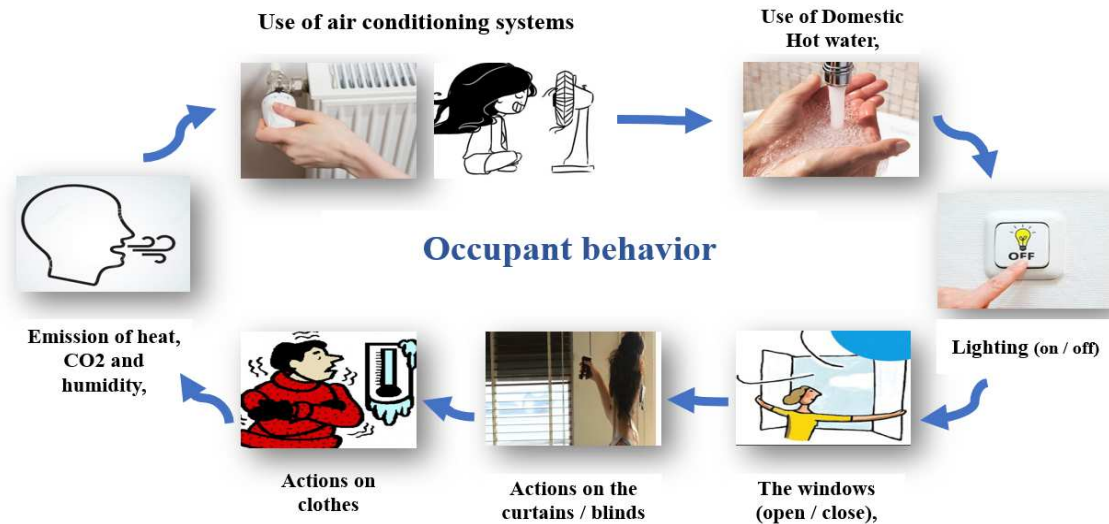 Use of air conditioning systems
Use of Domestic
Hot water,
OFF
Occupant behavior
Emission of heat,
CO2 and
humidity,
Lighting (on / off)
Actions on
clothes
Actions on the
curtains / blinds
The windows
(open / close),